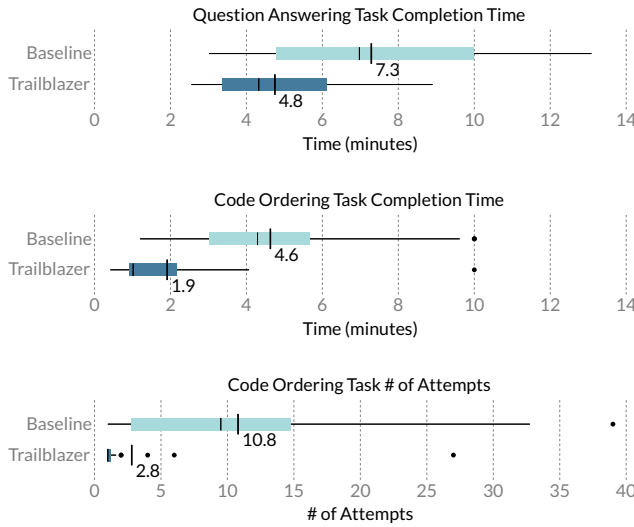 Question Answering Task Completion Time
Baseline
7.3
Trailblazer
4.8
0 2 4 6 8 10 12 14
Time (minutes)
Code Ordering Task Completion Time
Baseline
4.6
Trailblazer
1.9
0 2 4 6 8 10 12 14
Time (minutes)
Code Ordering Task # of Attempts
Baseline
10.8
Trailblazer
2.8
0 5 10 15 20 25 30 35 40
# of Attempts